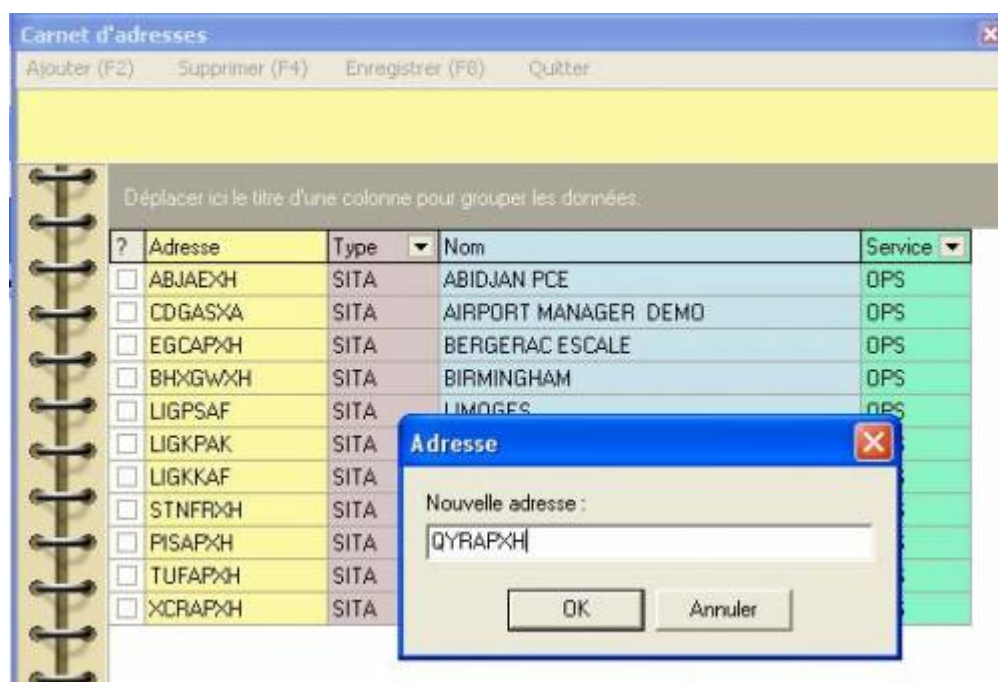 Carnet d'adresses
Ajouter (F2) Supprimer (F4) Enregistrer (F8) Quitter
Déplacer ici le titre d'une colonne pour grouper les données.
? Adresse Type Nom Service
ABJAEXH SITA ABIDJAN PCE OPS
CDGASXA SITA AIRPORT MANAGER DEMO OPS
EGCAPXH SITA BERGERAC ESCALE OPS
BHXGWXH SITA BIRMINGHAM OPS
LIGPSAF SITA LIMOGES OPS
LIGKPAK SITA
LIGKKAF SITA
STNFRXH SITA
PISAPXH SITA
TUFAPXH SITA
XCRAPXH SITA
Adresse
Nouvelle adresse :
QYRAPXH
OK Annuler